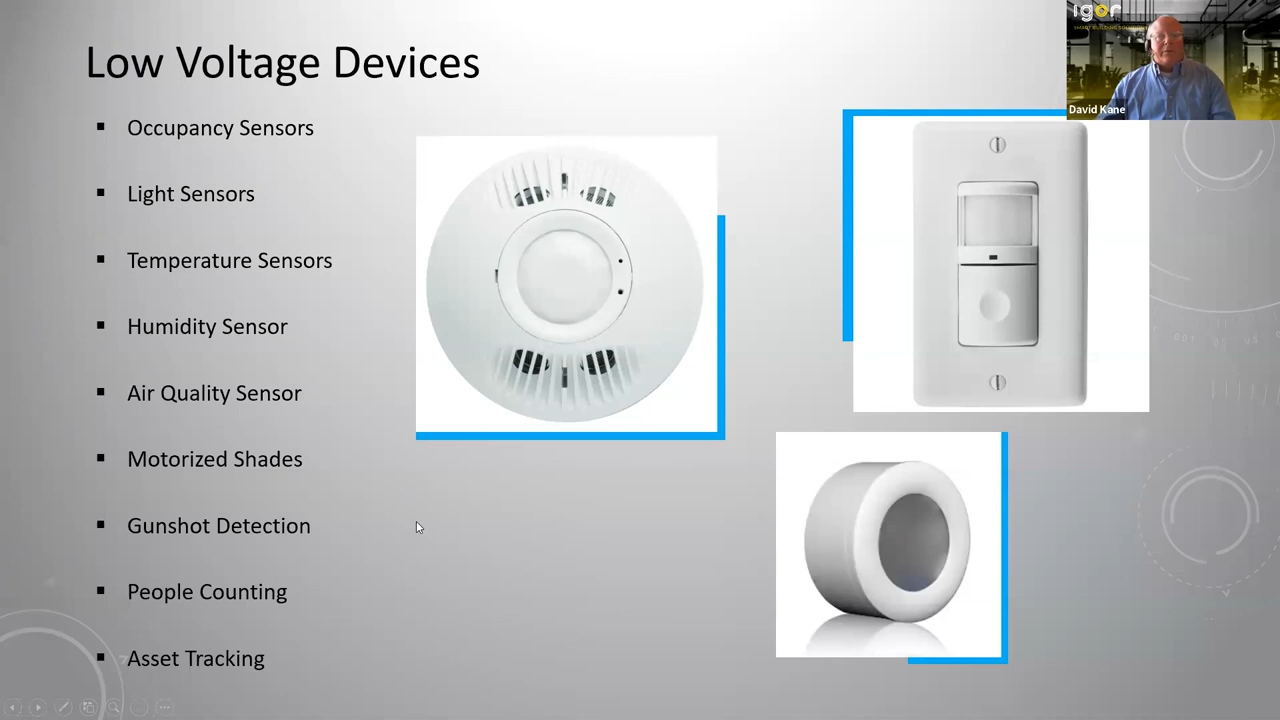 Low Voltage Devices
Occupancy Sensors
Light Sensors
Temperature Sensors
Humidity Sensor
Air Quality Sensor
Motorized Shades
Gunshot Detection
People Counting
Asset Tracking
igor
David Kane